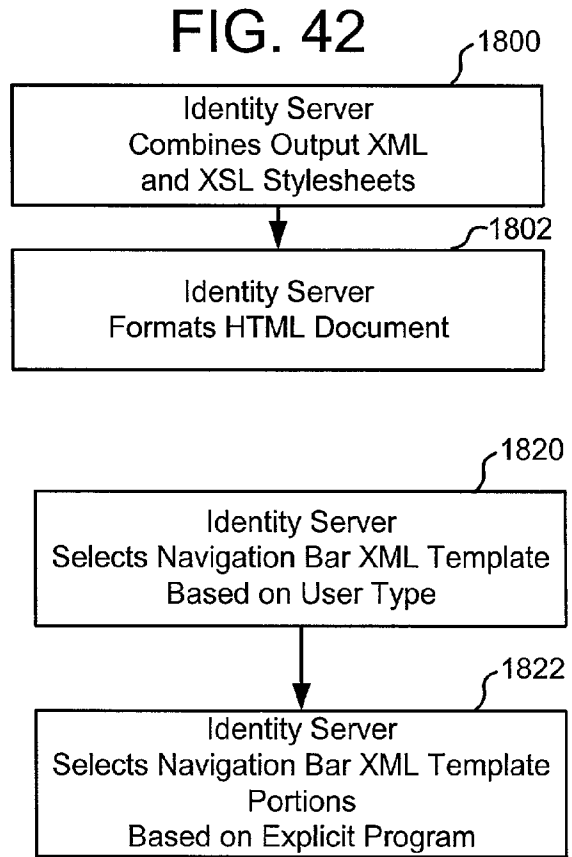 FIG. 42
1800
Identity Server
Combines Output XML
and XSL Stylesheets
1802
Identity Server
Formats HTML Document
1820
Identity Server
Selects Navigation Bar XML Template
Based on User Type
1822
Identity Server
Selects Navigation Bar XML Template
Portions
Based on Explicit Program